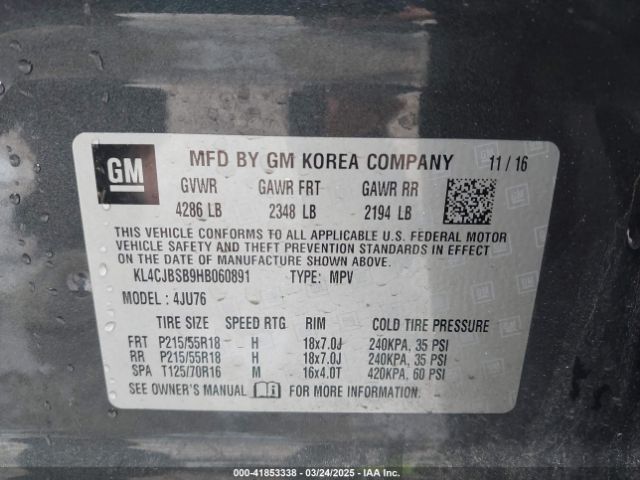 GM MFD BY GM KOREA COMPANY 11 / 16
GVWR GAWR FRT GAWR RR
4286 LB 2348 LB 2194 LB
THIS VEHICLE CONFORMS TO ALL APPLICABLE U.S. FEDERAL MOTOR
VEHICLE SAFETY AND THEFT PREVENTION STANDARDS IN EFFECT
ON THE DATE OF MANUFACTURE SHOWN ABOVE.
KL4CJBSB9HB060891 TYPE: MPV
MODEL : 4JU76
TIRE SIZE SPEED RTG RIM COLD TIRE PRESSURE
FRT P215/55R18 H 18x7.0J 240KPA, 35 PSI
RR P215/55R18 H 18x7.0J 240KPA, 35 PSI
SPA T125/70R16 M 16x4.0T 420KPA, 60 PSI
SEE OWNER'S MANUAL FOR MORE INFORMATION.
000-41853338 - 03/24/2025 - IAA Inc.